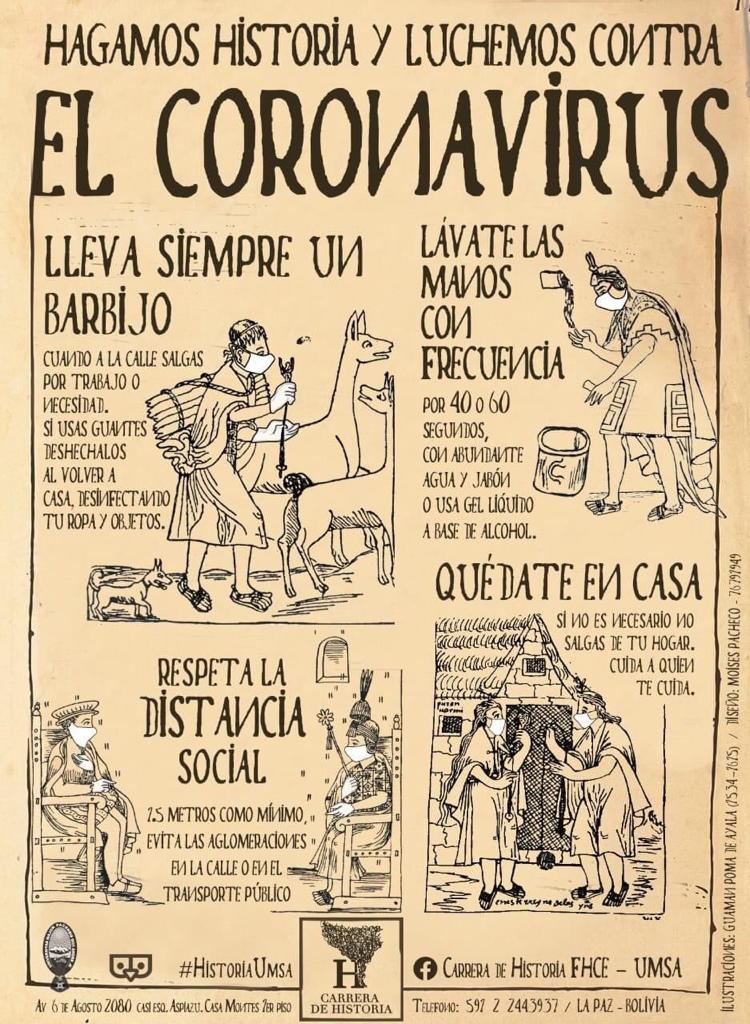 HAGAMOS HISTORIA Y LUCHEMOS CONTRA
EL CORONAVIRUS
LLEVA SIEMPRE UN
BARBIJO
CUANDO A LA CALLE SALGAS
POR TRABAJO O
NECESIDAD.
SI USAS GUANTES
DESHECHALOS
AL VOLVER A
CASA, DESINFECTANDO
TU ROPA Y OBJETOS.
LÁVATE LAS
MANOS
CON
FRECUENCIA
POR 40 O 60
SEGUNDOS,
CON ABUNDANTE
AGUA Y JABÓN
O USA GEL LÍQUIDO
A BASE DE ALCOHOL.
RESPETA LA
DISTANCIA
SOCIAL
1.5 METROS COMO MÍNIMO,
EVITA LAS AGLOMERACIONES
EN LA CALLE O EN EL
TRANSPORTE PÚBLICO
QUÉDATE EN CASA
SI NO ES NECESARIO NO
SALGAS DE TU HOGAR.
CUIDA A QUIEN
TE CUIDA.
#HISTORIAUMSA
H
CARRERA
DE HISTORIA
CARRERA DE HISTORIA FHCE - UMSA
AV 6 DE AGOSTO 2080 CASI ESQ. ASPIAZU. CASA MONTES 2ER PISO
TELEFONO: 591 2 2443937 / LA PAZ - BOLIVIA
ILUSTRACIONES: GUAMAN POMA DE AYALA (1534-1615) / DISEÑO: MOISES PACHECO - 76792949